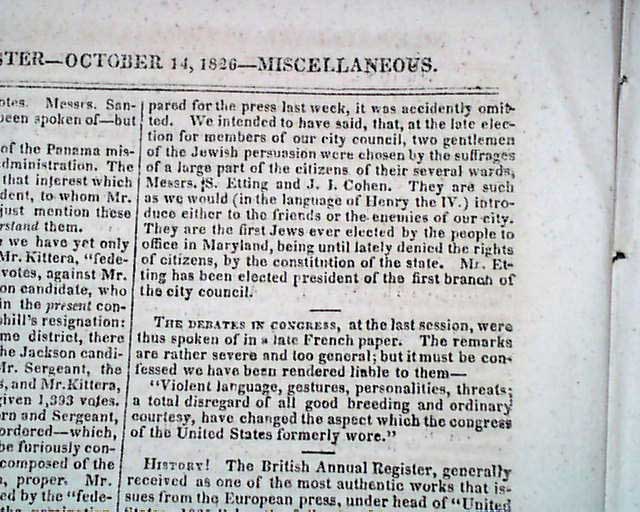 STER—OCTOBER 14, 1826—MISCELLANEOUS.
otes. Messrs. San-
been spoken of—but
of the Panama mis-
dministration. The
that interest which
dent, to whom Mr.
just mention these
rstand them.
we have yet only
Mr. Kittera, "fede-
votes, against Mr.
on candidate, who
in the present con-
phill's resignation:
me district, there
he Jackson candi-
Mr. Sergeant, the
s, and Mr. Kittera,
given 1,393 votes.
rn and Sergeant,
ordered—which,
be furiously con-
composed of the
, proper. Mr.
ed by the "fede-
pared for the press last week, it was accidently omit-
ted. We intended to have said, that, at the late elec-
tion for members of our city council, two gentlemen
of the Jewish persuasion were chosen by the suffrages
of a large part of the citizens of their several wards,
Messrs. S. Etting and J. I. Cohen. They are such
as we would (in the language of Henry the IV.) intro-
duce either to the friends or the enemies of our city.
They are the first Jews ever elected by the people to
office in Maryland, being until lately denied the rights
of citizens, by the constitution of the state. Mr. Et-
ting has been elected president of the first branch of
the city council.
THE DEBATES IN CONGRESS, at the last session, were
thus spoken of in a late French paper. The remarks
are rather severe and too general; but it must be con-
fessed we have been rendered liable to them—
"Violent language, gestures, personalities, threats;
a total disregard of all good breeding and ordinary
courtesy, have changed the aspect which the congress
of the United States formerly wore."
HISTORY! The British Annual Register, generally
received as one of the most authentic works that is-
sues from the European press, under head of "United